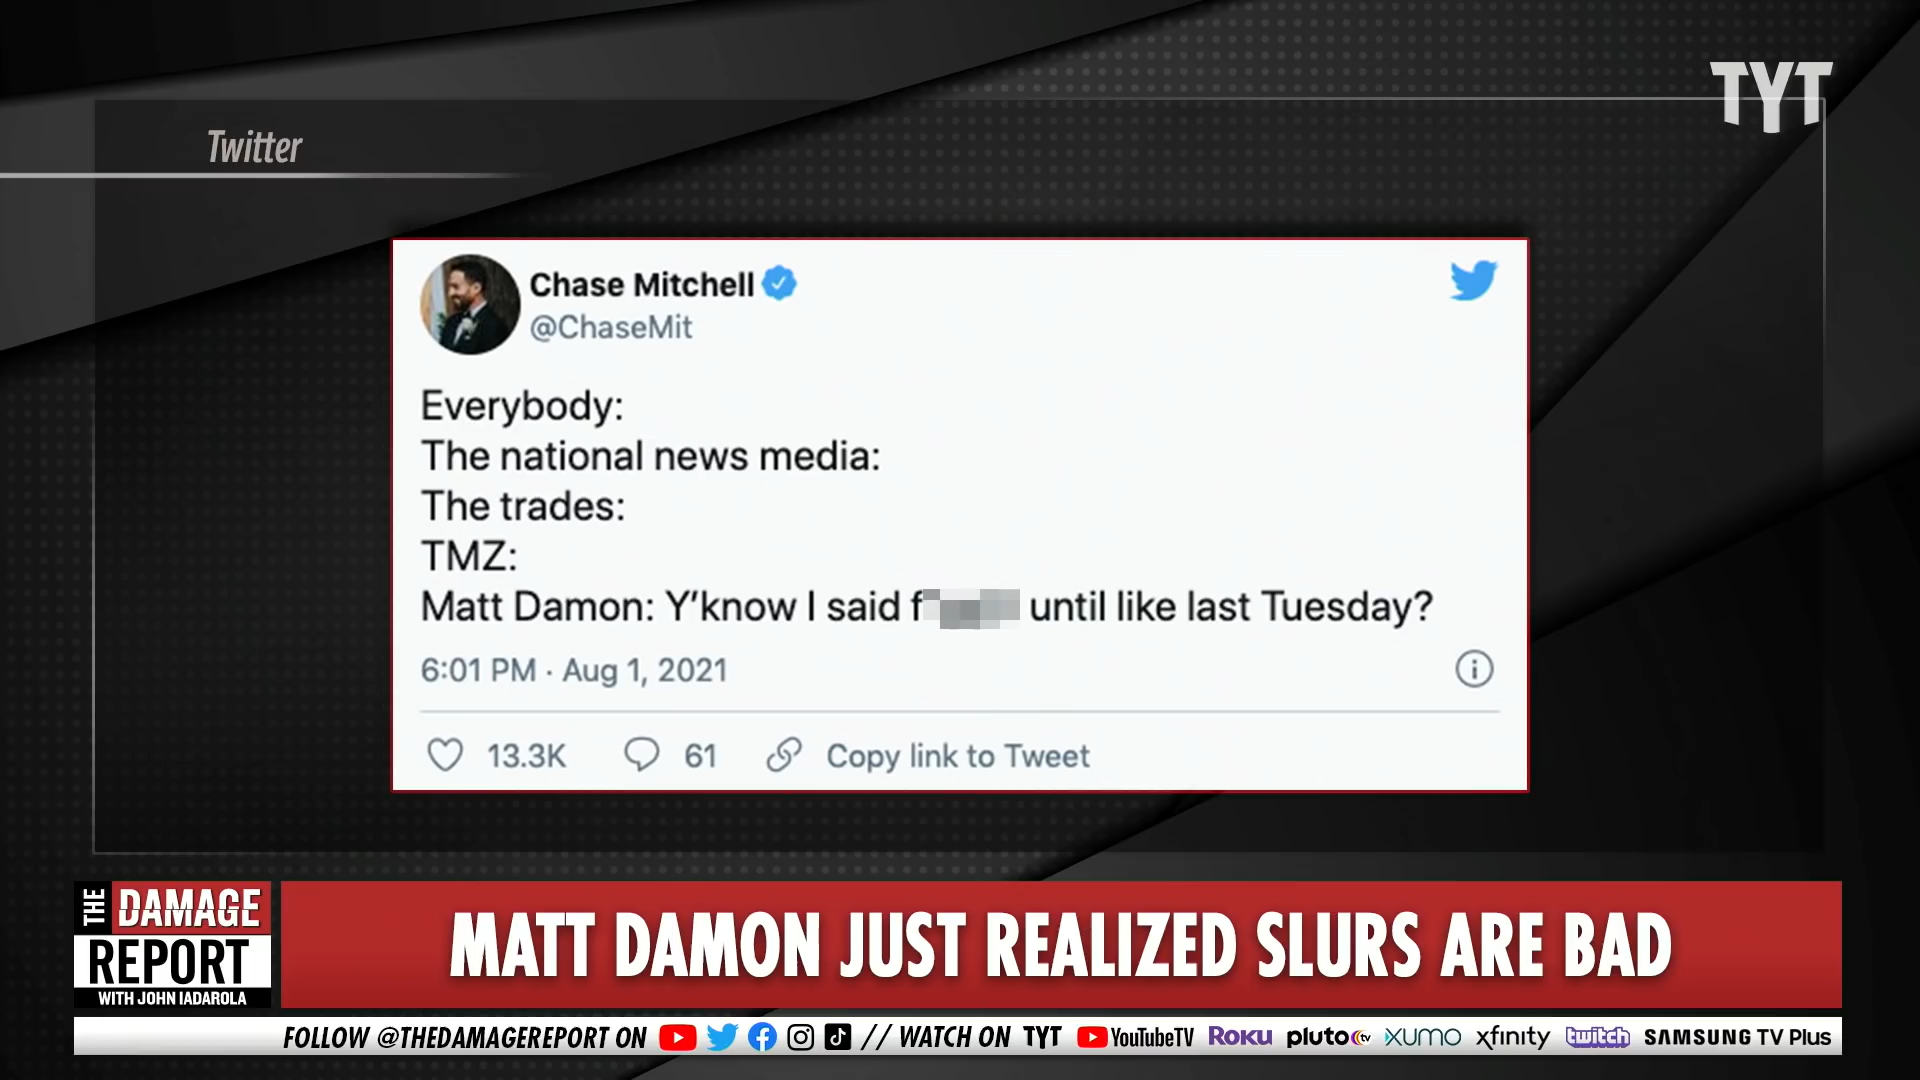 TYT
Twitter
Chase Mitchell
@ChaseMit
Everybody:
The national news media:
The trades:
TMZ:
Matt Damon: Y'know I said f until like last Tuesday?
6:01 PM · Aug 1, 2021
13.3K 61 Copy link to Tweet
THE DAMAGE REPORT
WITH JOHN IADAROLA
MATT DAMON JUST REALIZED SLURS ARE BAD
FOLLOW @THEDAMAGEREPORT ON // WATCH ON TYT YouTubeTV Roku pluto tv XUMO xfinity twitch SAMSUNG TV Plus